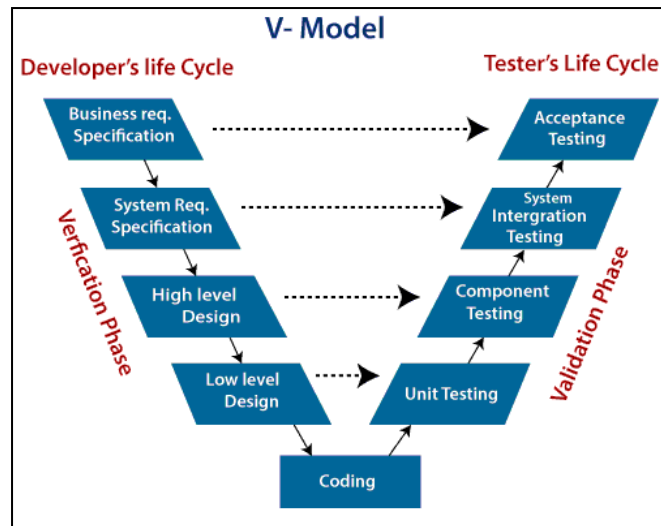 V- Model
Developer's life Cycle
Tester's Life Cycle
Business req.
Specification
Acceptance
Testing
System Req.
Specification
System
Intergration
Testing
Verfication Phase
High level
Design
Component
Testing
Validation Phase
Low level
Design
Unit Testing
Coding